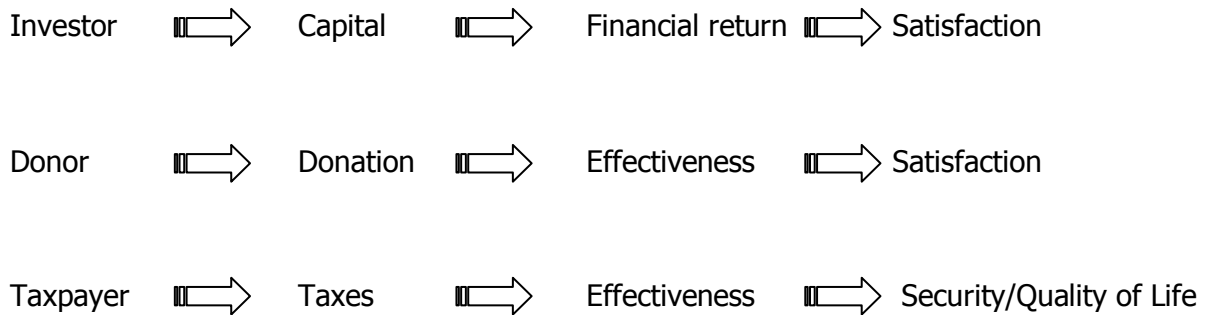 Investor Capital Financial return Satisfaction
Donor Donation Effectiveness Satisfaction
Taxpayer Taxes Effectiveness Security/Quality of Life